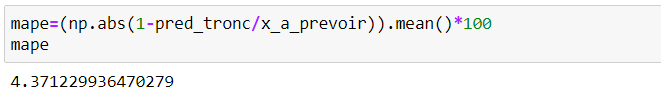 mape=(np.abs(1-pred_tronc/x_a_prevoir)).mean()*100
mape
4.371229936470279